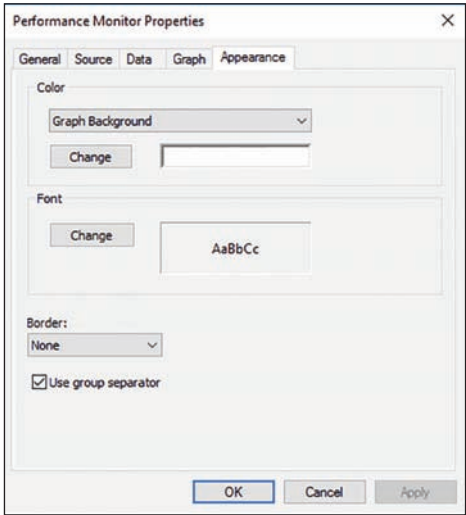 Performance Monitor Properties
General Source Data Graph Appearance
Color
Graph Background
Change
Font
Change
AaBbCc
Border:
None
Use group separator
OK Cancel Apply